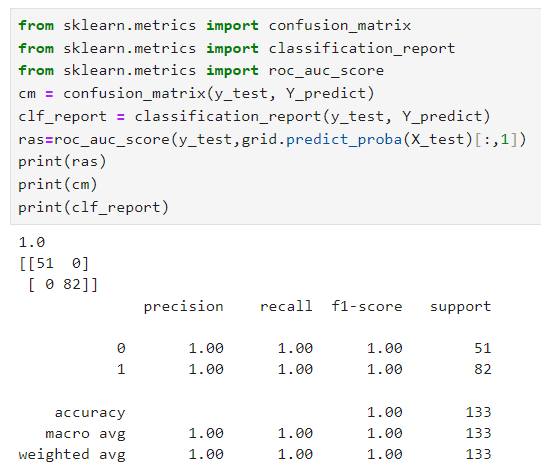 from sklearn.metrics import confusion_matrix
from sklearn.metrics import classification_report
from sklearn.metrics import roc_auc_score
cm = confusion_matrix(y_test, Y_predict)
clf_report = classification_report(y_test, Y_predict)
ras=roc_auc_score(y_test,grid.predict_proba(X_test)[:,1])
print(ras)
print(cm)
print(clf_report)
1.0
[[51  0]
 [ 0 82]]
              precision    recall  f1-score   support
           0       1.00      1.00      1.00        51
           1       1.00      1.00      1.00        82
    accuracy                           1.00       133
   macro avg       1.00      1.00      1.00       133
weighted avg       1.00      1.00      1.00       133